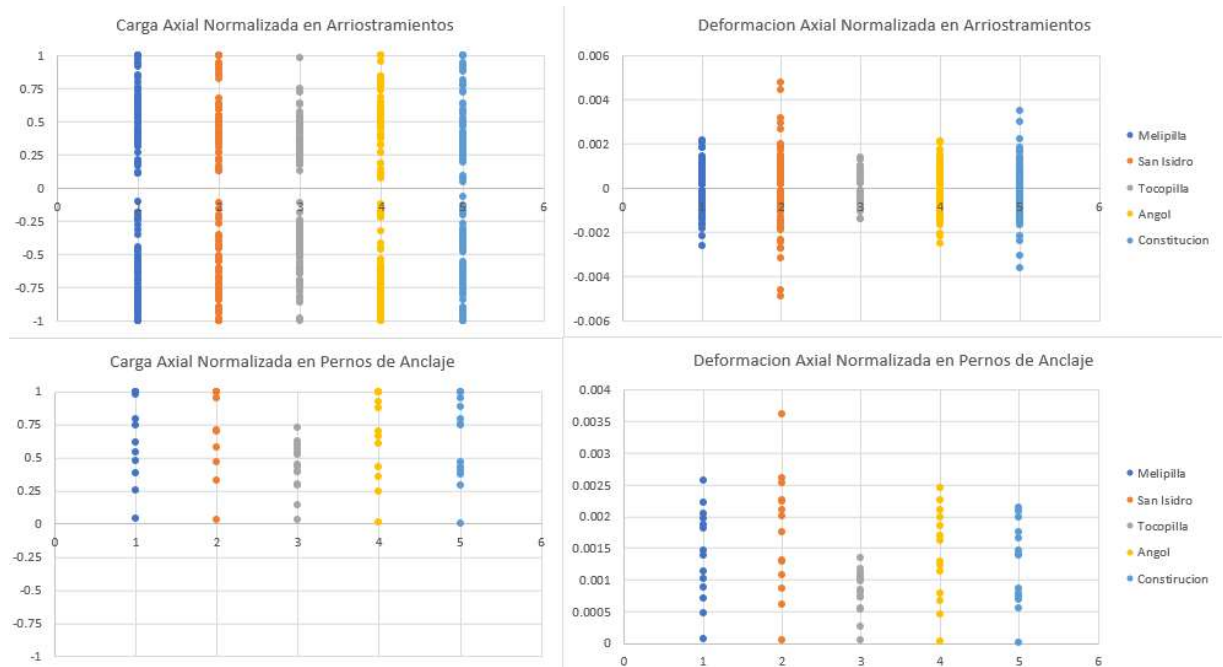 Carga Axial Normalizada en Arriostramientos
1
0.75
0.5
0.25
0
-0.25
-0.5
-0.75
-1
0 1 2 3 4 5 6
Deformacion Axial Normalizada en Arriostramientos
0.006
0.004
0.002
0
-0.002
-0.004
-0.006
0 1 2 3 4 5 6
Melipilla
San Isidro
Tocopilla
Angol
Constitucion
Carga Axial Normalizada en Pernos de Anclaje
1
0.75
0.5
0.25
0
-0.25
-0.5
-0.75
-1
0 1 2 3 4 5 6
Deformacion Axial Normalizada en Pernos de Anclaje
0.004
0.0035
0.003
0.0025
0.002
0.0015
0.001
0.0005
0
0 1 2 3 4 5 6
Melipilla
San Isidro
Tocopilla
Angol
Constirucion